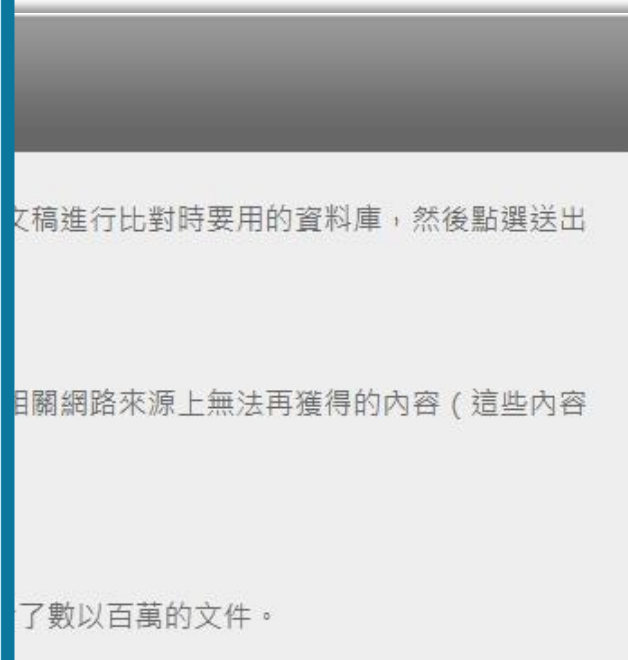 文稿進行比對時要用的資料庫，然後點選送出
相關網路來源上無法再獲得的內容（這些內容
了數以百萬的文件。